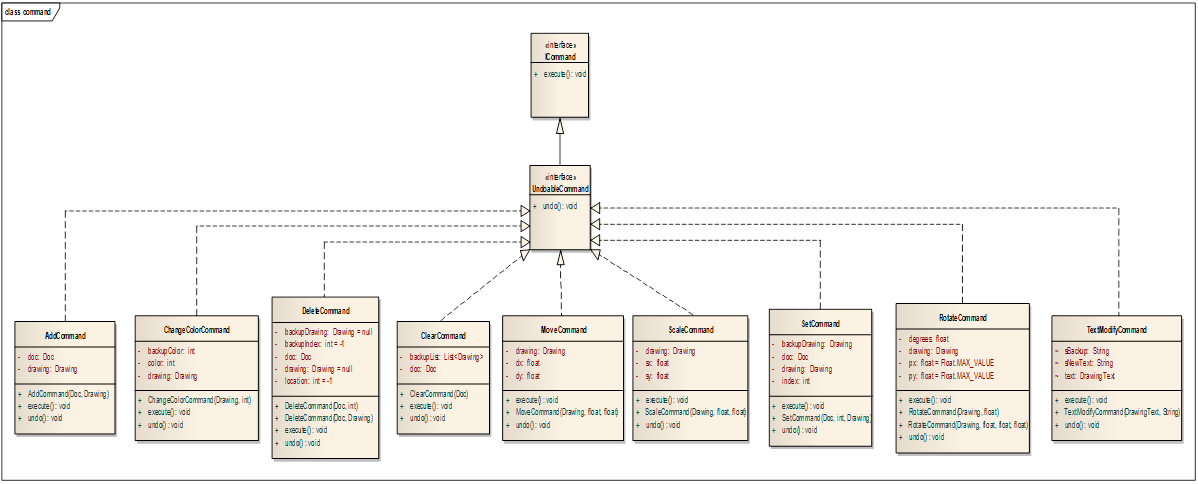 class command
«interface»
ICommand
+ execute() : void
«interface»
UndoableCommand
+ undo() : void
AddCommand
- doc: Doc
- drawing: Drawing
+ AddCommand(Doc, Drawing)
+ execute() : void
+ undo() : void
ChangeColorCommand
- backupColor: int
- color: int
- drawing: Drawing
+ ChangeColorCommand(Drawing, int)
+ execute() : void
+ undo() : void
DeleteCommand
- backupDrawing: Drawing = null
- backupIndex: int = -1
- doc: Doc
- drawing: Drawing = null
- location: int = -1
+ DeleteCommand(Doc, int)
+ DeleteCommand(Doc, Drawing)
+ execute() : void
+ undo() : void
ClearCommand
- backupList: List<Drawing>
- doc: Doc
+ ClearCommand(Doc)
+ execute() : void
+ undo() : void
MoveCommand
- drawing: Drawing
- dx: float
- dy: float
+ execute() : void
+ MoveCommand(Drawing, float, float)
+ undo() : void
ScaleCommand
- drawing: Drawing
- sx: float
- sy: float
+ execute() : void
+ ScaleCommand(Drawing, float, float)
+ undo() : void
SetCommand
- backupDrawing: Drawing
- doc: Doc
- drawing: Drawing
- index: int
+ execute() : void
+ SetCommand(Doc, int, Drawing)
+ undo() : void
RotateCommand
- degrees: float
- drawing: Drawing
- px: float = Float.MAX_VALUE
- py: float = Float.MAX_VALUE
+ execute() : void
+ RotateCommand(Drawing, float)
+ RotateCommand(Drawing, float, float, float)
+ undo() : void
TextModifyCommand
~ sBackup: String
~ sNewText: String
~ text: DrawingText
+ execute() : void
+ TextModifyCommand(DrawingText, String)
+ undo() : void